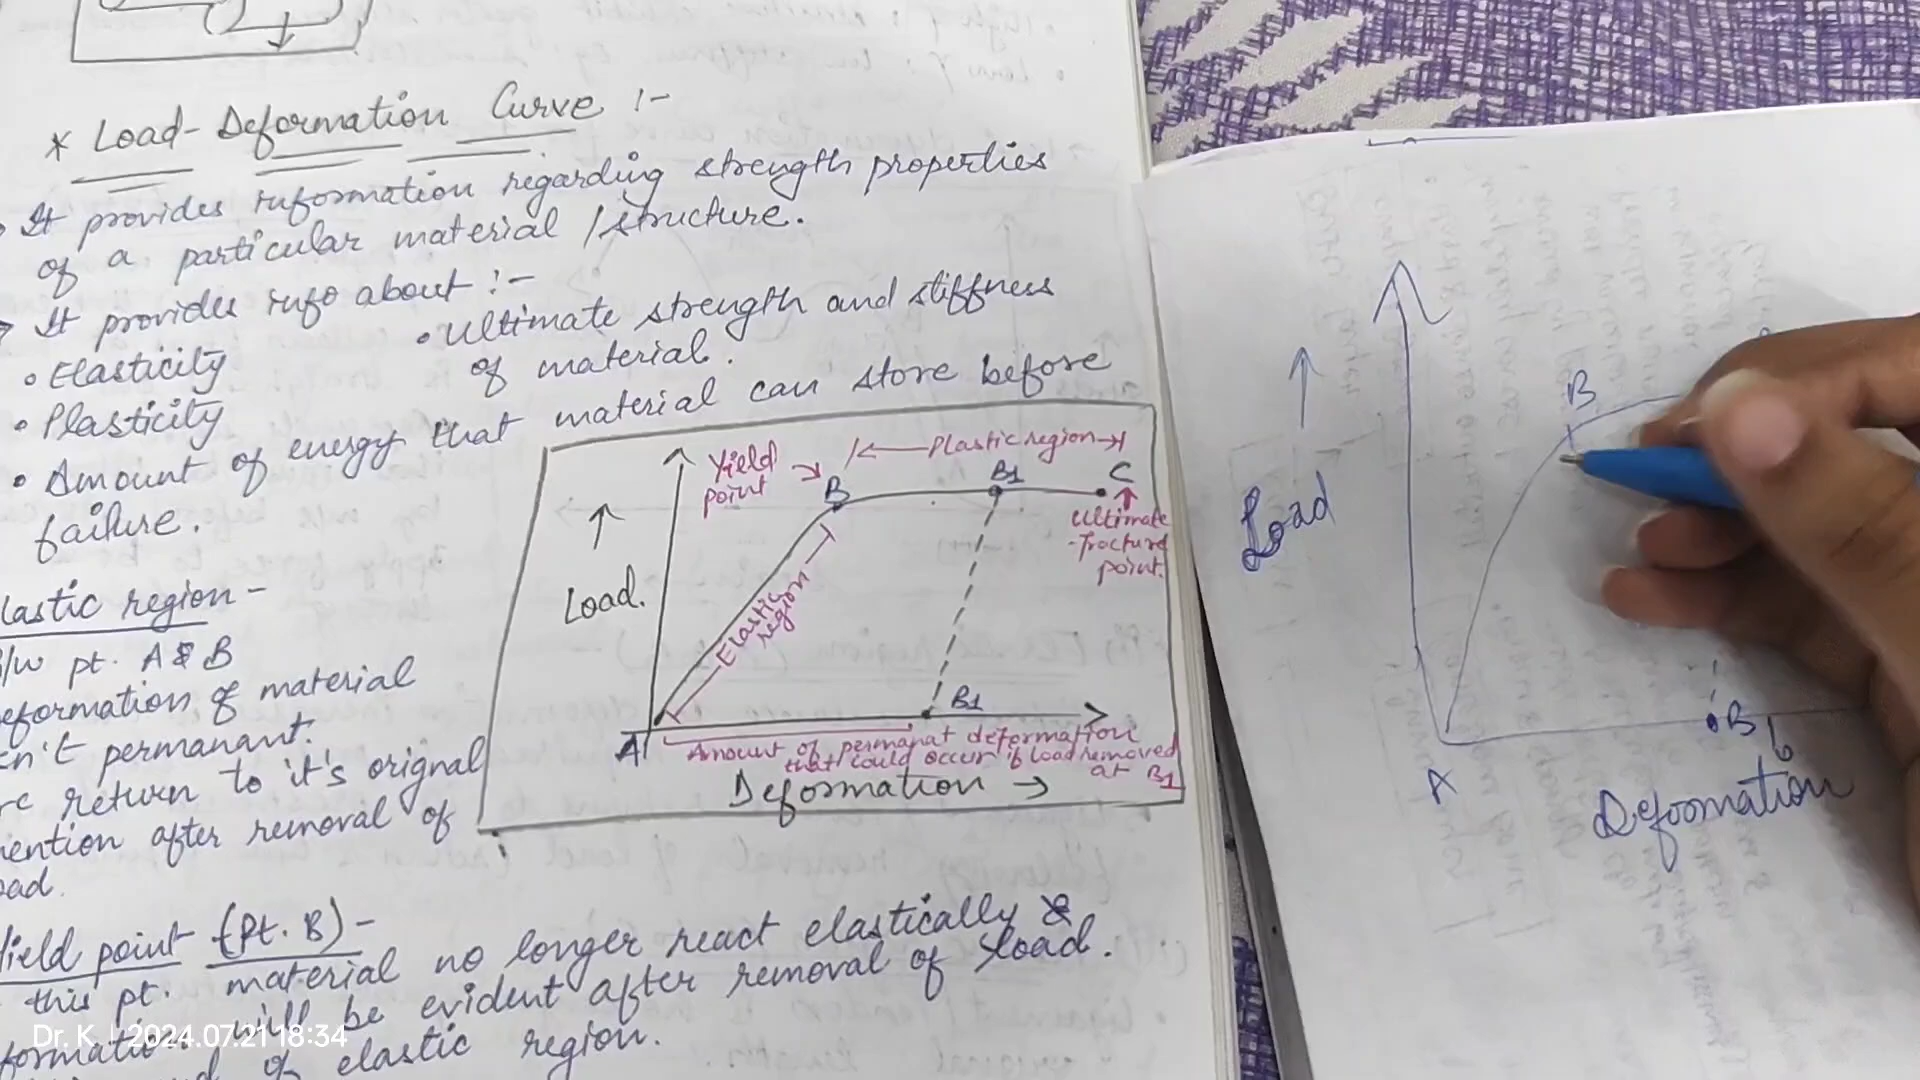 * Load-Deformation Curve :-
It provides information regarding strength properties
of a particular material / structure.
It provides info about :-
• Elasticity
• Ultimate strength and stiffness
of material.
• Plasticity
• Amount of energy that material can store before
failure.
lastic region -
b/w pt. A & B
eformation of material
n't permanant.
return to it's orignal
after removal of
oad.
ield point (Pt. B) -
this pt. material no longer react elastically &
formation will be evident after removal of load.
of elastic region.
Yield point
B
Plastic region
B1
C
Ultimate fracture point.
Load.
Elastic region
B1
A
Amount of permanat deformation
that could occur if load removed
at B1
Deformation
Load
B
A
B1
Deformation
Dr. K | 2024.07.21 18:34